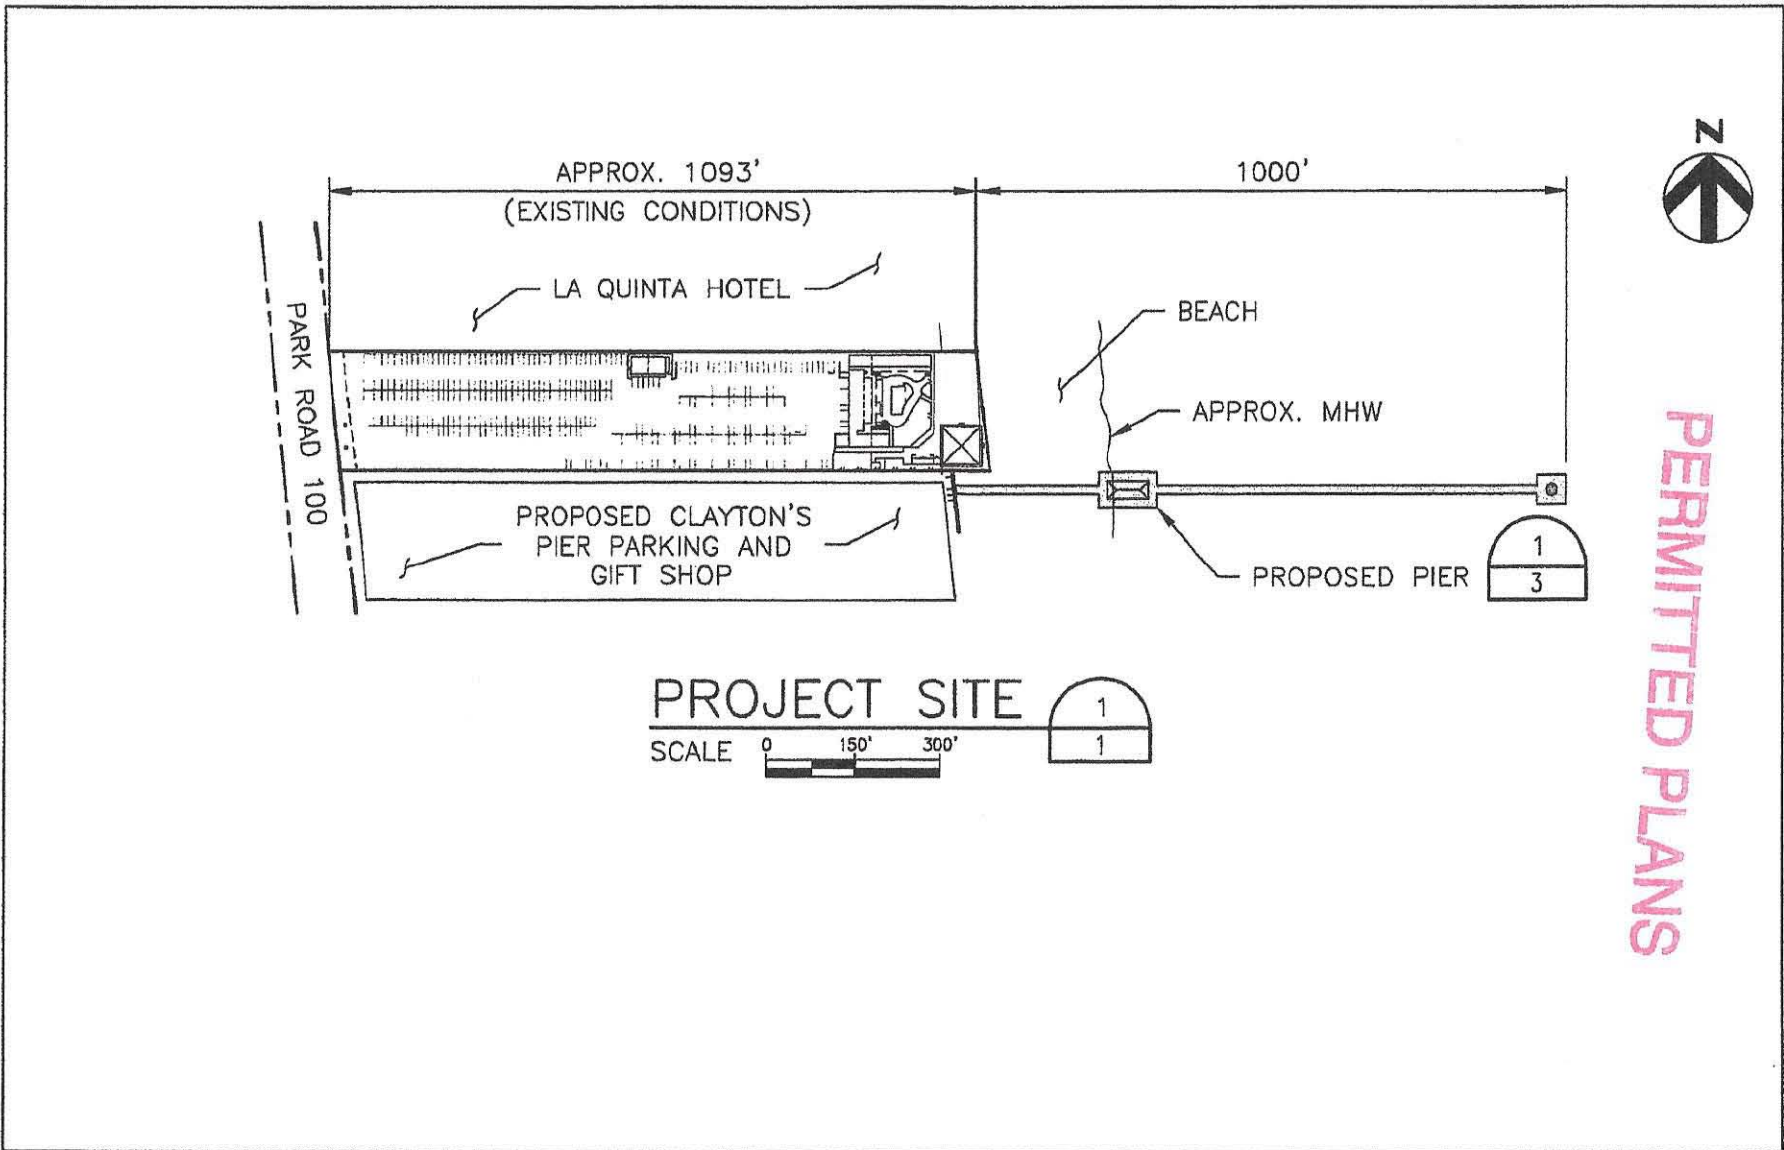 APPROX. 1093'
(EXISTING CONDITIONS)
1000'
N
LA QUINTA HOTEL
BEACH
APPROX. MHW
PARK ROAD 100
PROPOSED CLAYTON'S
PIER PARKING AND
GIFT SHOP
PROPOSED PIER
1
3
PERMITTED PLANS
PROJECT SITE
1
1
SCALE 0 150' 300'